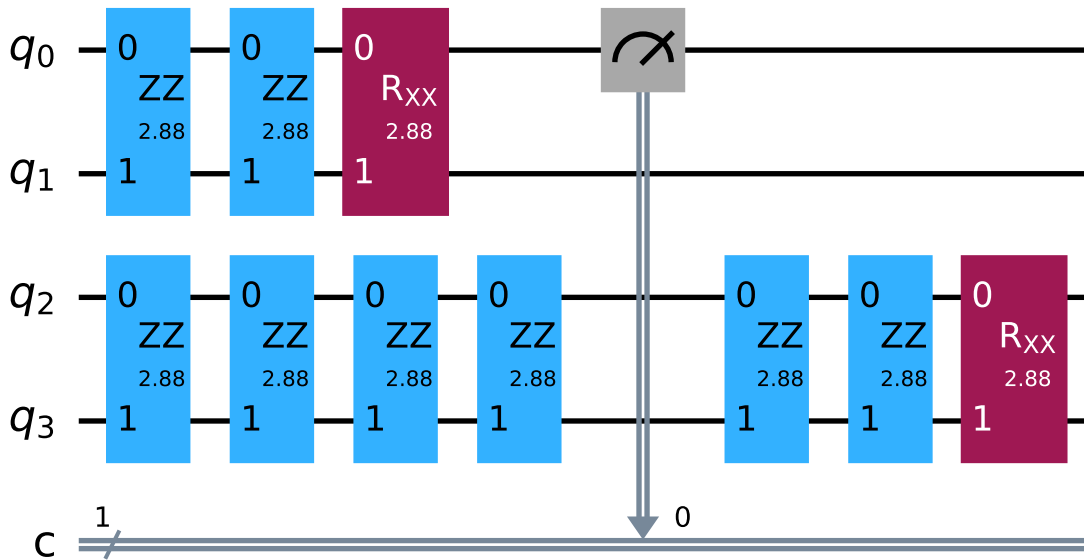 q0 0 0 0
ZZ ZZ RXX
2.88 2.88 2.88
q1 1 1 1
q2 0 0 0 0 0 0 0
ZZ ZZ ZZ ZZ ZZ ZZ RXX
2.88 2.88 2.88 2.88 2.88 2.88 2.88
q3 1 1 1 1 1 1 1
1 0
c